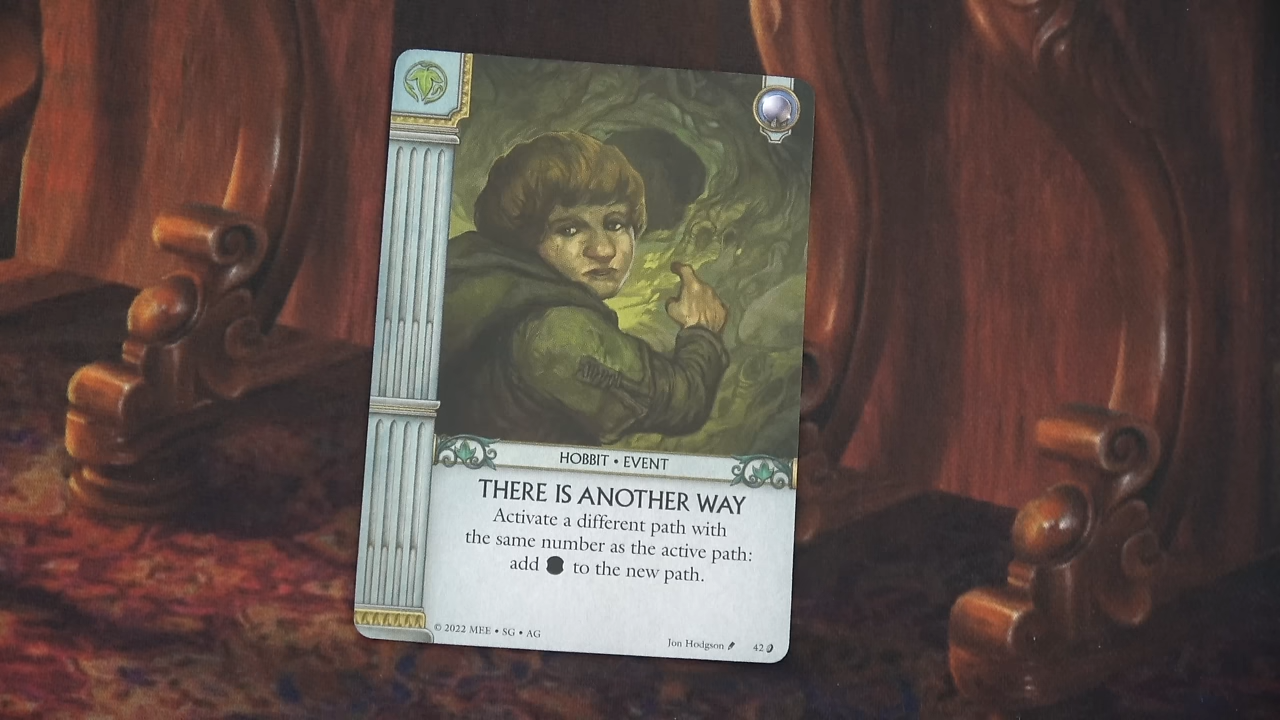 HOBBIT • EVENT
THERE IS ANOTHER WAY
Activate a different path with
the same number as the active path:
add to the new path.
© 2022 MEE • SG • AG
Jon Hodgson
42